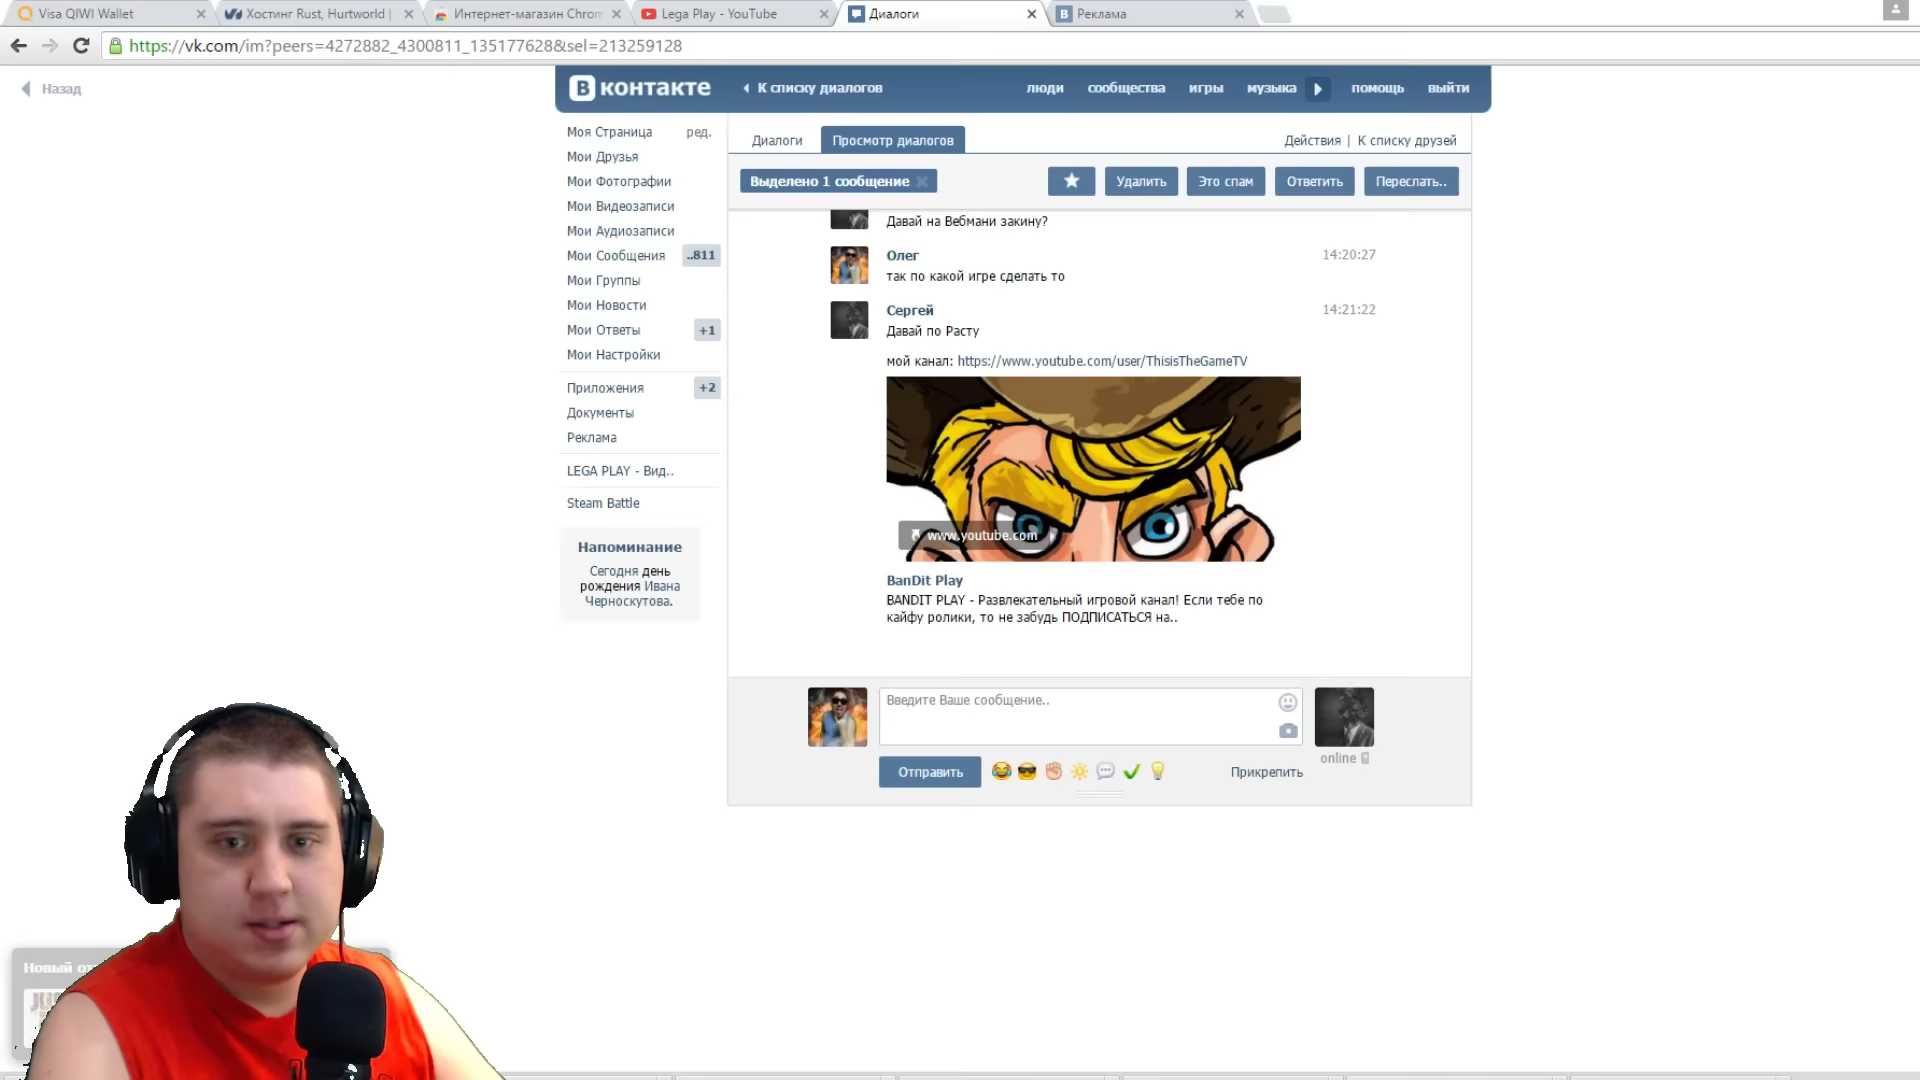 Visa QIWI Wallet
Хостинг Rust, Hurtworld |
Интернет-магазин Chrom
Lega Play - YouTube
Диалоги
Реклама
https://vk.com/im?peers=4272882_4300811_135177628&sel=213259128
Назад
В контакте
К списку диалогов
люди
сообщества
игры
музыка
помощь
выйти
Моя Страница
ред.
Мои Друзья
Мои Фотографии
Мои Видеозаписи
Мои Аудиозаписи
Мои Сообщения
..811
Мои Группы
Мои Новости
Мои Ответы
+1
Мои Настройки
Приложения
+2
Документы
Реклама
LEGA PLAY - Вид..
Steam Battle
Напоминание
Сегодня день
рождения Ивана
Черноскутова.
Диалоги
Просмотр диалогов
Действия | К списку друзей
Выделено 1 сообщение
Удалить
Это спам
Ответить
Переслать..
Давай на Вебмани закину?
Олег
14:20:27
так по какой игре сделать то
Сергей
14:21:22
Давай по Расту
мой канал: https://www.youtube.com/user/ThisisTheGameTV
www.youtube.com
BanDit Play
BANDIT PLAY - Развлекательный игровой канал! Если тебе по
кайфу ролики, то не забудь ПОДПИСАТЬСЯ на..
Введите Ваше сообщение..
online
Отправить
Прикрепить
Новый от